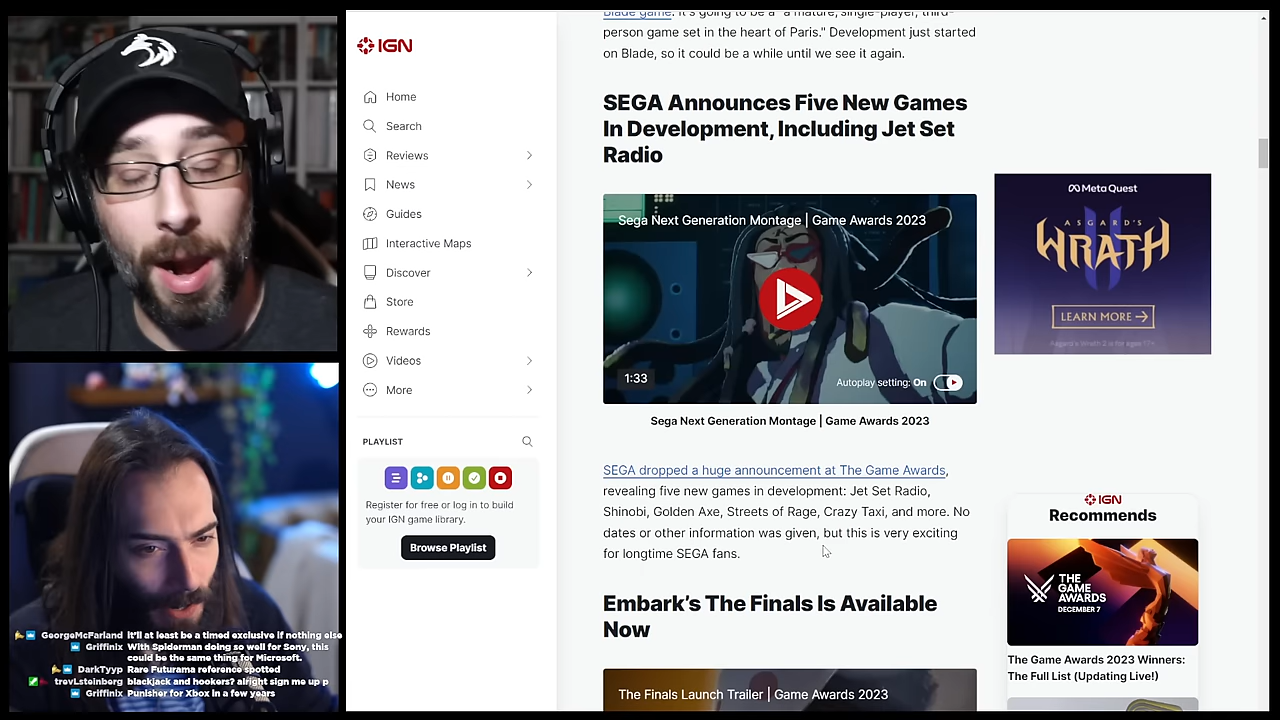 IGN
Home
Search
Reviews
News
Guides
Interactive Maps
Discover
Store
Rewards
Videos
More
PLAYLIST
Register for free or log in to build
your IGN game library.
Browse Playlist
Blade game. It's going to be a "a mature, single-player, third-
person game set in the heart of Paris." Development just started
on Blade, so it could be a while until we see it again.
SEGA Announces Five New Games
In Development, Including Jet Set
Radio
Sega Next Generation Montage | Game Awards 2023
1:33
Autoplay setting: On
Sega Next Generation Montage | Game Awards 2023
SEGA dropped a huge announcement at The Game Awards,
revealing five new games in development: Jet Set Radio,
Shinobi, Golden Axe, Streets of Rage, Crazy Taxi, and more. No
dates or other information was given, but this is very exciting
for longtime SEGA fans.
Embark's The Finals Is Available
Now
The Finals Launch Trailer | Game Awards 2023
Meta Quest
ASGARD'S
WRATH
LEARN MORE
Asgard's Wrath 2 is for ages 17+
IGN
Recommends
THE
GAME
AWARDS
DECEMBER 7
The Game Awards 2023 Winners:
The Full List (Updating Live!)
GeorgeMcFarland It'll at least be a timed exclusive if nothing else
Griffinix With Spiderman doing so well for Sony, this
could be the same thing for Microsoft.
DarkTyyp Rare Futurama reference spotted
trevLsteinberg blackjack and hookers? alright sign me up p
Griffinix Punisher for Xbox in a few years